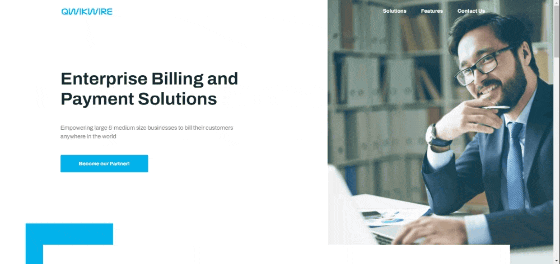 QWIKWIRE
Solutions Features Contact Us
Enterprise Billing and
Payment Solutions
Empowering large & medium size businesses to bill their customers
anywhere in the world
Become our Partner!